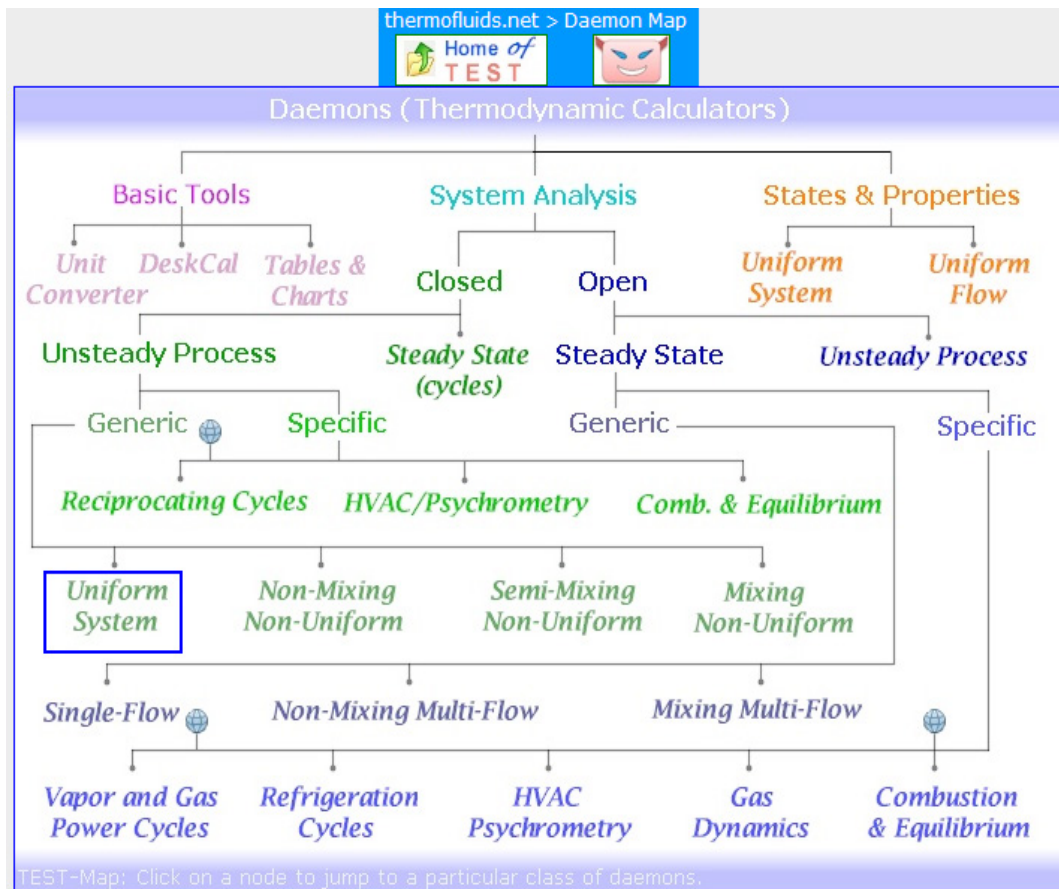 thermofluids.net > Daemon Map
Home of
TEST
Daemons (Thermodynamic Calculators)
Basic Tools
System Analysis
States & Properties
Unit
Converter
DeskCal
Tables &
Charts
Closed
Open
Uniform
System
Uniform
Flow
Unsteady Process
Steady State
(cycles)
Steady State
Unsteady Process
Generic
Specific
Generic
Specific
Reciprocating Cycles
HVAC/Psychrometry
Comb. & Equilibrium
Uniform
System
Non-Mixing
Non-Uniform
Semi-Mixing
Non-Uniform
Mixing
Non-Uniform
Single-Flow
Non-Mixing Multi-Flow
Mixing Multi-Flow
Vapor and Gas
Power Cycles
Refrigeration
Cycles
HVAC
Psychrometry
Gas
Dynamics
Combustion
& Equilibrium
TEST-Map: Click on a node to jump to a particular class of daemons.